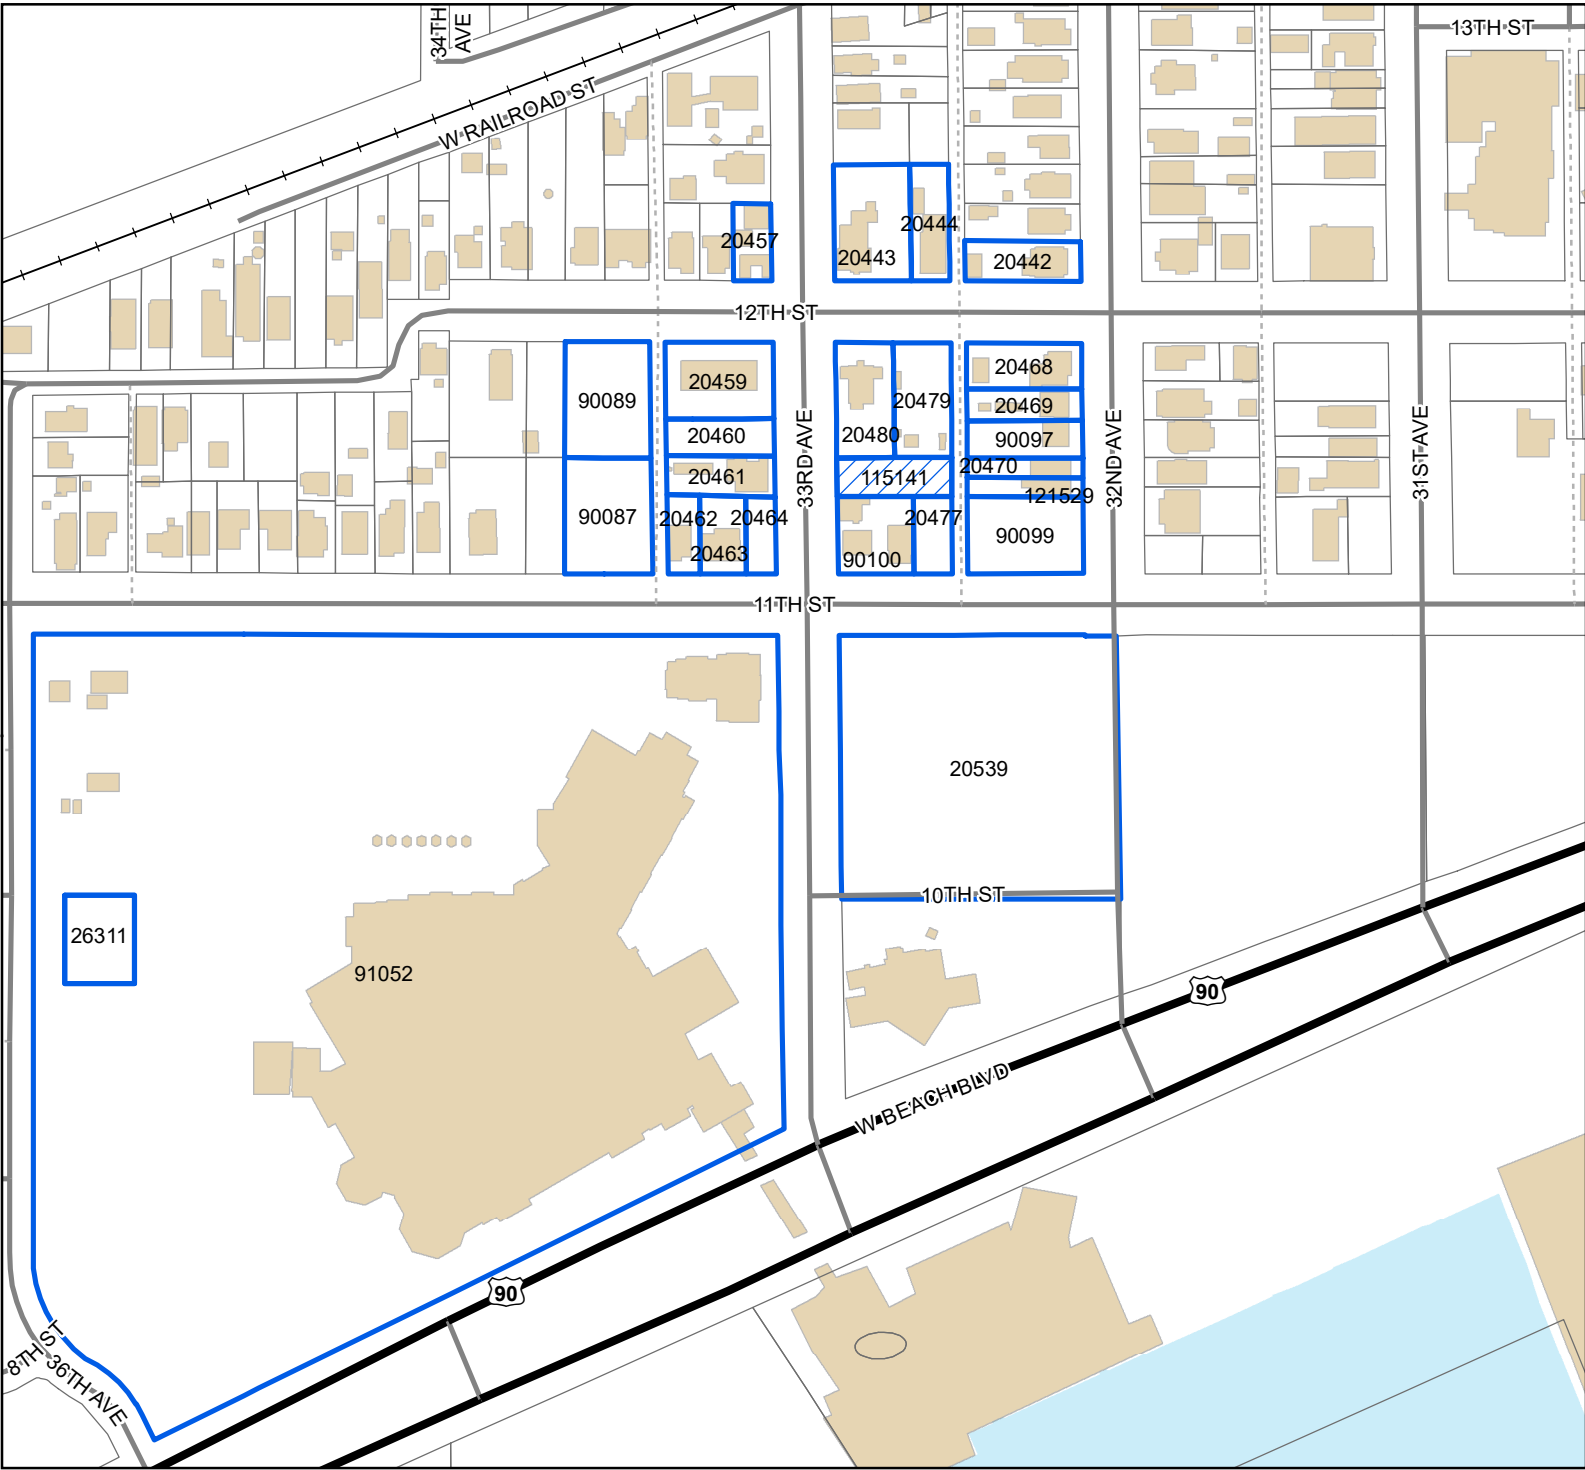 34TH
AVE
13TH ST
W RAILROAD ST
20457
20444
20443
20442
12TH ST
20468
20459
90089
20479
20469
20460
20480
90097
33RD AVE
32ND AVE
31ST AVE
20470
20461
115141
121529
90087
20462
20464
20477
90099
20463
90100
11TH ST
20539
10TH ST
26311
91052
90
W BEACH BLVD
90
8TH ST
36TH AVE